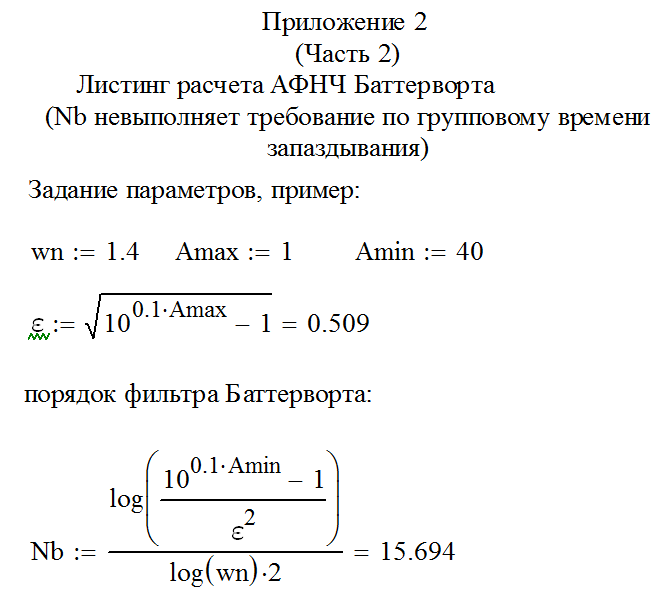 Приложение 2
(Часть 2)
Листинг расчета АФНЧ Баттерворта
(Nb невыполняет требование по групповому времени
запаздывания)
Задание параметров, пример:
wn := 1.4 Amax := 1 Amin := 40
ε := √(10^(0.1·Amax) − 1) = 0.509
порядок фильтра Баттерворта:
Nb := log((10^(0.1·Amin) − 1)/ε^2)/(log(wn)·2) = 15.694